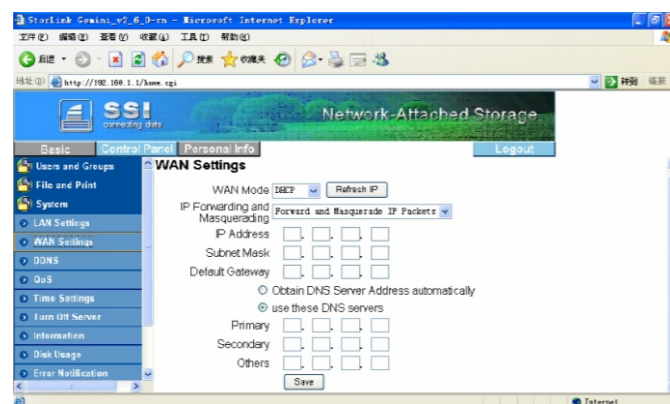 StorLink Gemini_v2_6_0-rn - Microsoft Internet Explorer
文件(F) 编辑(E) 查看(V) 收藏(A) 工具(T) 帮助(H)
后退 搜索 收藏夹
地址(D) http://192.168.1.1/home.cgi 转到 链接
SSI
connecting data
Network-Attached Storage
Basic Control Panel Personal Info Logout
Users and Groups
File and Print
System
LAN Settings
WAN Settings
DDNS
QoS
Time Settings
Turn Off Server
Information
Disk Usage
Error Notification
WAN Settings
WAN Mode DHCP Refresh IP
IP Forwarding and
Masquerading Forward and Masquerade IP Packets
IP Address . . .
Subnet Mask . . .
Default Gateway . . .
Obtain DNS Server Address automatically
use these DNS servers
Primary . . .
Secondary . . .
Others . . .
Save
Internet